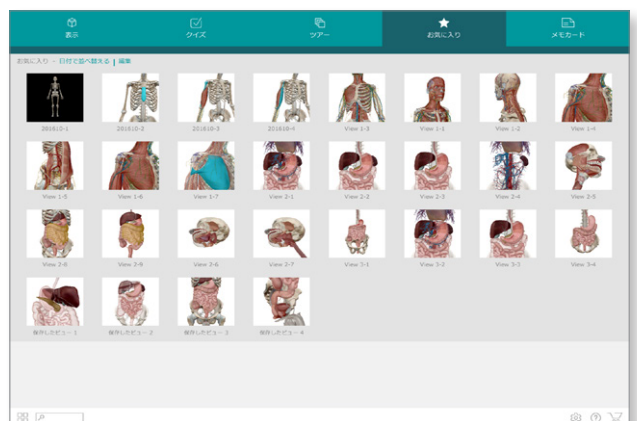 表示 クイズ ツアー お気に入り メモカード
お気に入り - 日付で並べ替える | 編集
201610-1 201610-2 201610-3 201610-4 View 1-3 View 1-1 View 1-2 View 1-4
View 1-5 View 1-6 View 1-7 View 2-1 View 2-2 View 2-3 View 2-4 View 2-5
View 2-8 View 2-9 View 2-6 View 2-7 View 3-1 View 3-2 View 3-3 View 3-4
保存したビュー 1 保存したビュー 2 保存したビュー 3 保存したビュー 4